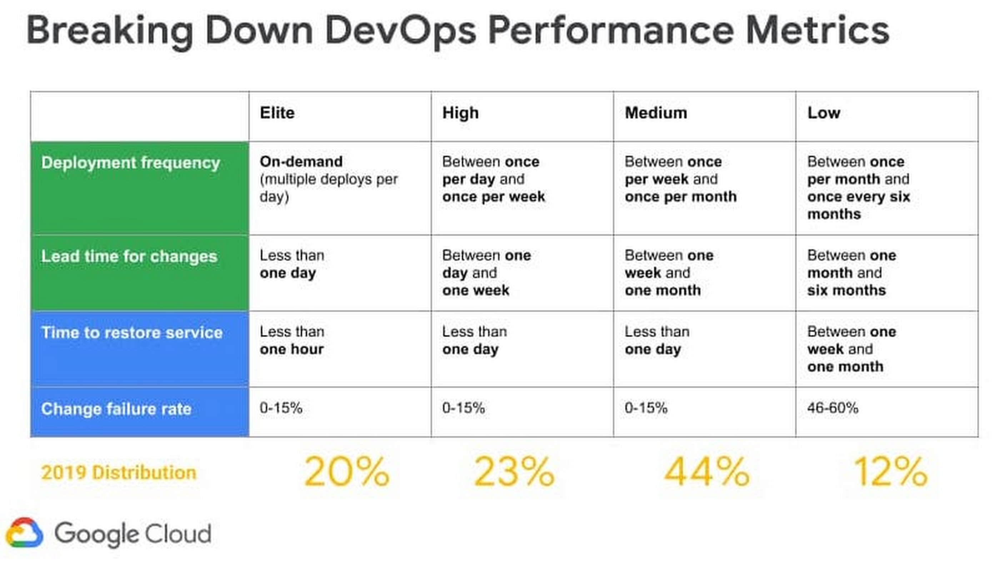 Breaking Down DevOps Performance Metrics
Elite
High
Medium
Low
Deployment frequency
On-demand
(multiple deploys per
day)
Between once
per day and
once per week
Between once
per week and
once per month
Between once
per month and
once every six
months
Lead time for changes
Less than
one day
Between one
day and
one week
Between one
week and
one month
Between one
month and
six months
Time to restore service
Less than
one hour
Less than
one day
Less than
one day
Between one
week and
one month
Change failure rate
0-15%
0-15%
0-15%
46-60%
2019 Distribution
20%
23%
44%
12%
Google Cloud